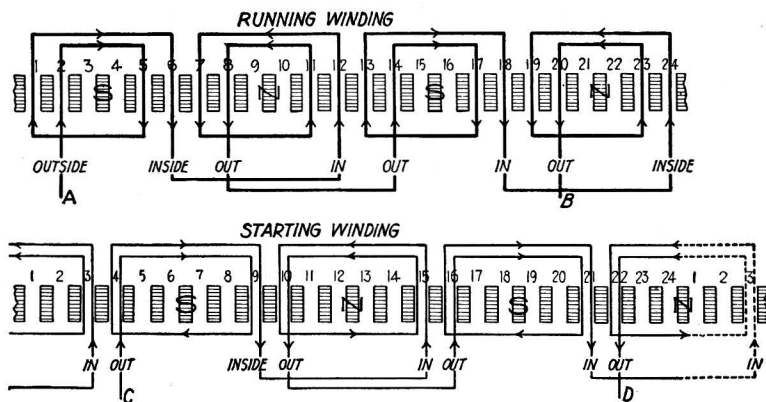 RUNNING WINDING
1 2 3 4 5 6 7 8 9 10 11 12 13 14 15 16 17 18 19 20 21 22 23 24
S N S N
OUTSIDE INSIDE OUT IN OUT IN OUT INSIDE
A B
STARTING WINDING
1 2 3 4 5 6 7 8 9 10 11 12 13 14 15 16 17 18 19 20 21 22 23 24 1 2 3
S N S N
IN OUT INSIDE OUT IN OUT IN OUT IN
C D